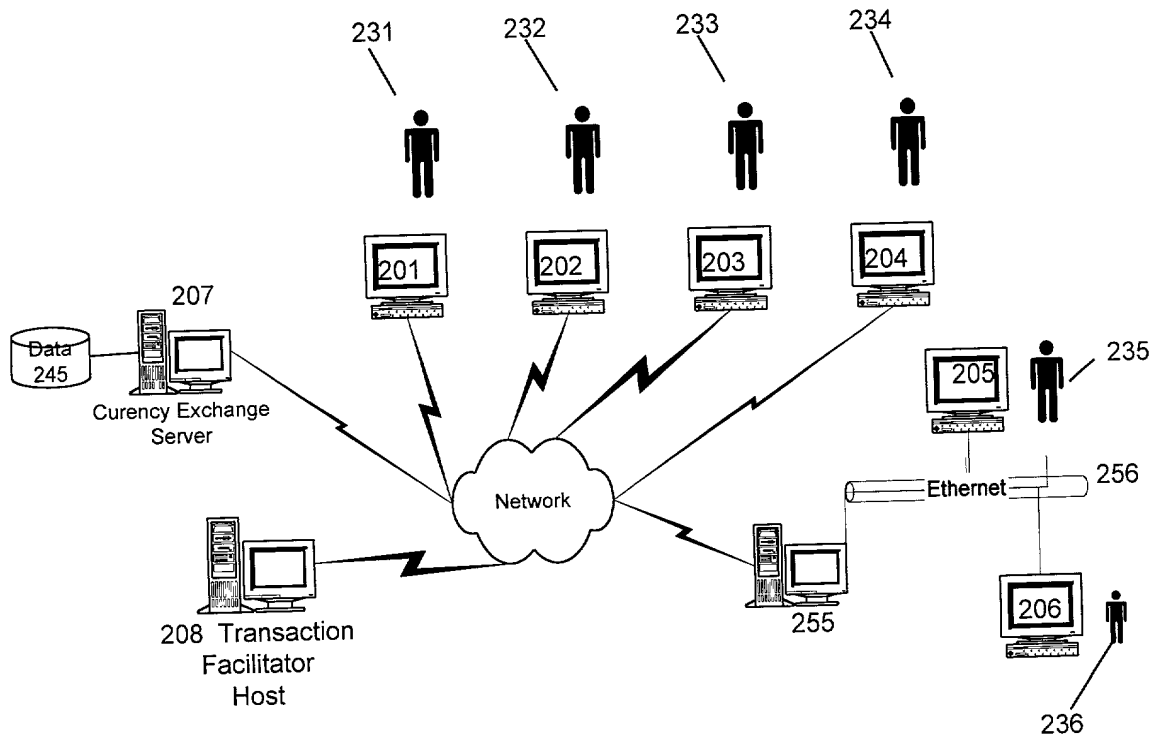 231
232
233
234
201
202
203
204
207
Data
245
Curency Exchange
Server
205
235
Network
Ethernet
256
255
206
208 Transaction
Facilitator
Host
236